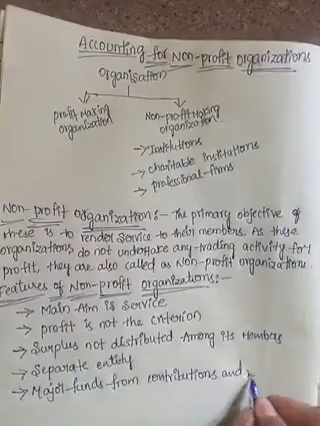 Accounting for Non-profit Organizations
Organisation
profit Making Organization
Non-profit Making Organization.
→ Institutions
→ charitable institutions
→ professional-firms
Non-profit Organizations:- The primary objective of
these is to render service to their members. As these
organizations do not undertake any-trading activity for
profit, they are also called as Non-profit Organizations.
Features of Non-profit Organizations:-
→ Main Aim is Service
→ profit is not the criterion
→ Surplus not distributed Among its Members
→ Separate entity
→ Major funds from contributions and